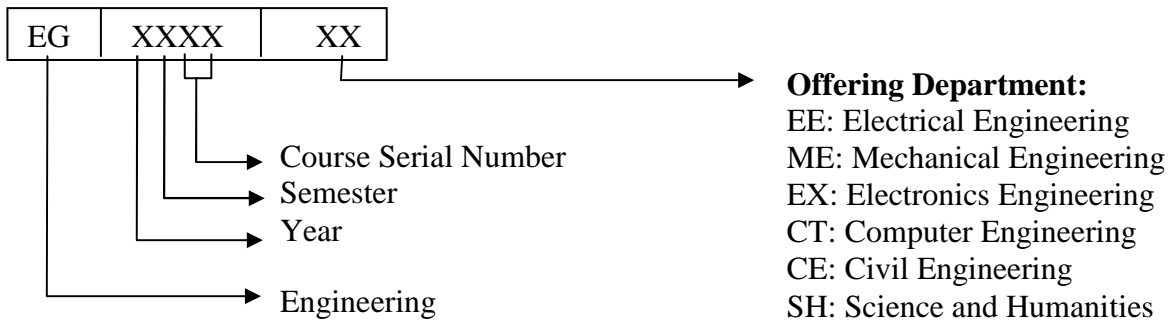 EG XXXX XX
Offering Department:
EE: Electrical Engineering
ME: Mechanical Engineering
EX: Electronics Engineering
CT: Computer Engineering
CE: Civil Engineering
SH: Science and Humanities
Course Serial Number
Semester
Year
Engineering